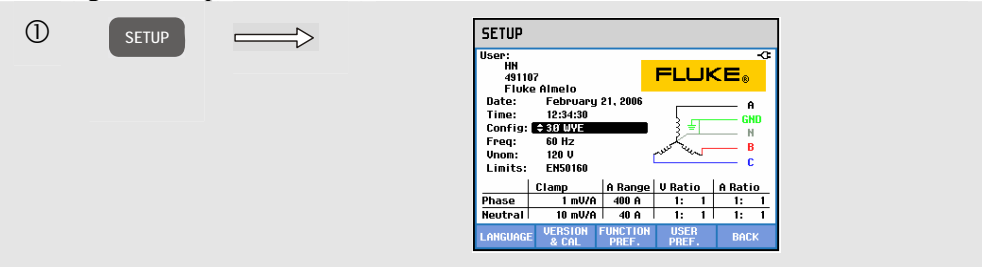 ①
SETUP
SETUP
User:
HN
491107
Fluke Almelo
FLUKE®
Date: February 21, 2006
Time: 12:34:30
Config: 3Ø WYE
Freq: 60 Hz
Vnom: 120 V
Limits: EN50160
A
GND
N
B
C
Clamp A Range V Ratio A Ratio
Phase 1 mV/A 400 A 1: 1 1: 1
Neutral 10 mV/A 40 A 1: 1 1: 1
LANGUAGE VERSION & CAL FUNCTION PREF. USER PREF. BACK